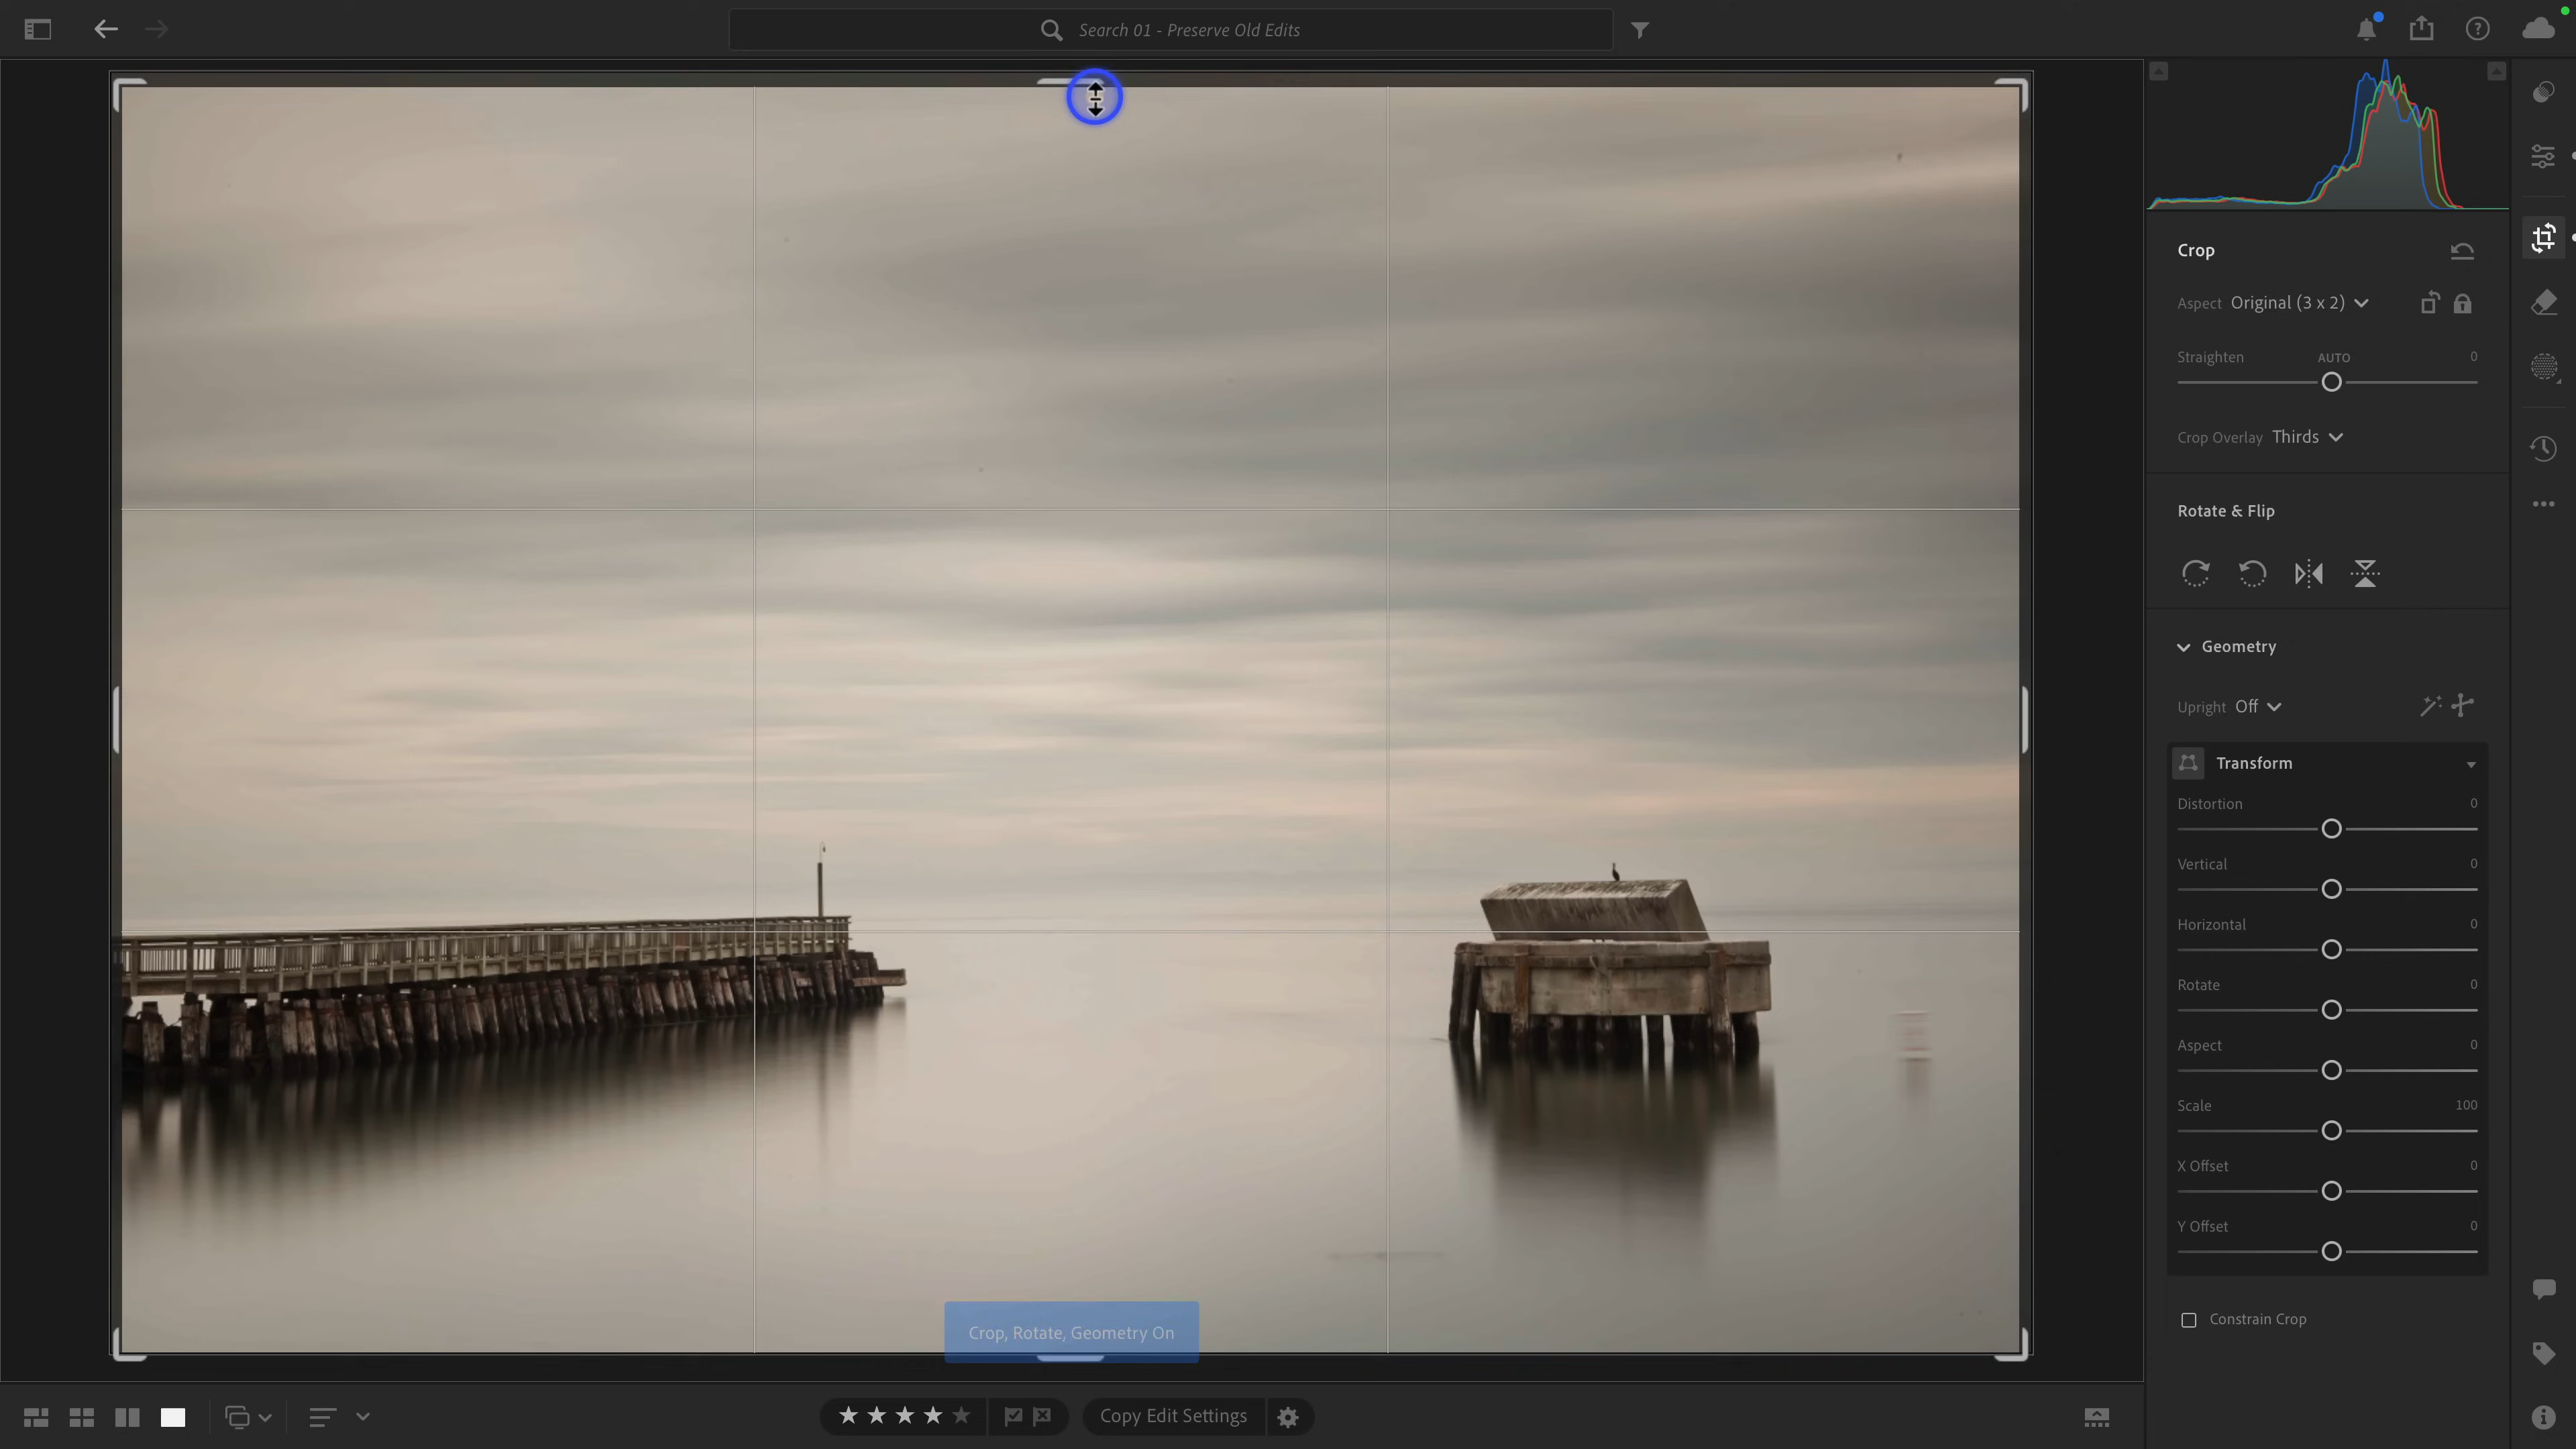 Search 01 - Preserve Old Edits
Crop
Aspect Original (3 x 2)
Straighten AUTO 0
Crop Overlay Thirds
Rotate & Flip
Geometry
Upright Off
Transform
Distortion 0
Vertical 0
Horizontal 0
Rotate 0
Aspect 0
Scale 100
X Offset 0
Y Offset 0
Constrain Crop
Crop, Rotate, Geometry On
Copy Edit Settings